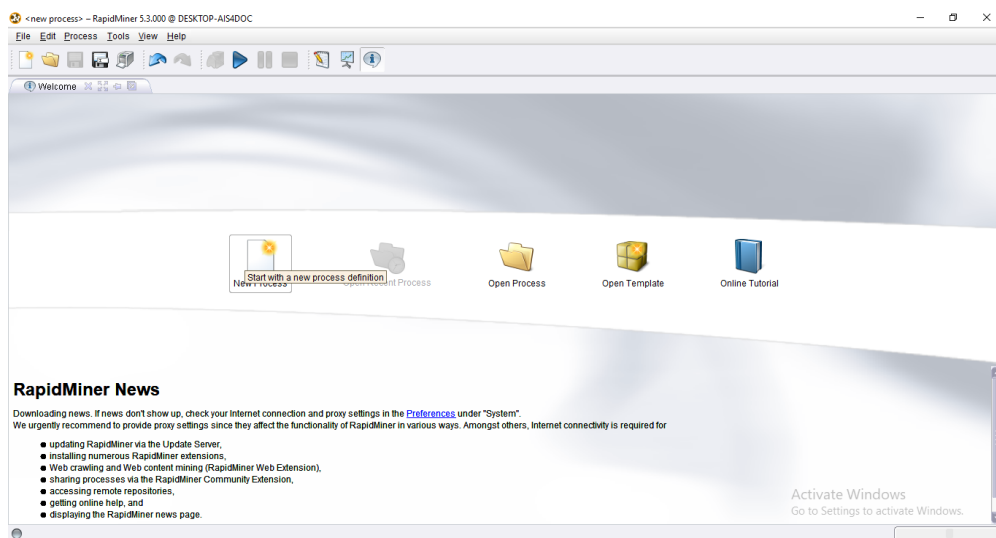 <new process> – RapidMiner 5.3.000 @ DESKTOP-AIS4DOC
File Edit Process Tools View Help
Welcome
Start with a new process definition
New Process
Open Recent Process
Open Process
Open Template
Online Tutorial
RapidMiner News
Downloading news. If news don't show up, check your Internet connection and proxy settings in the Preferences under "System".
We urgently recommend to provide proxy settings since they affect the functionality of RapidMiner in various ways. Amongst others, Internet connectivity is required for
updating RapidMiner via the Update Server,
installing numerous RapidMiner extensions,
Web crawling and Web content mining (RapidMiner Web Extension),
sharing processes via the RapidMiner Community Extension,
accessing remote repositories,
getting online help, and
displaying the RapidMiner news page.
Activate Windows
Go to Settings to activate Windows.